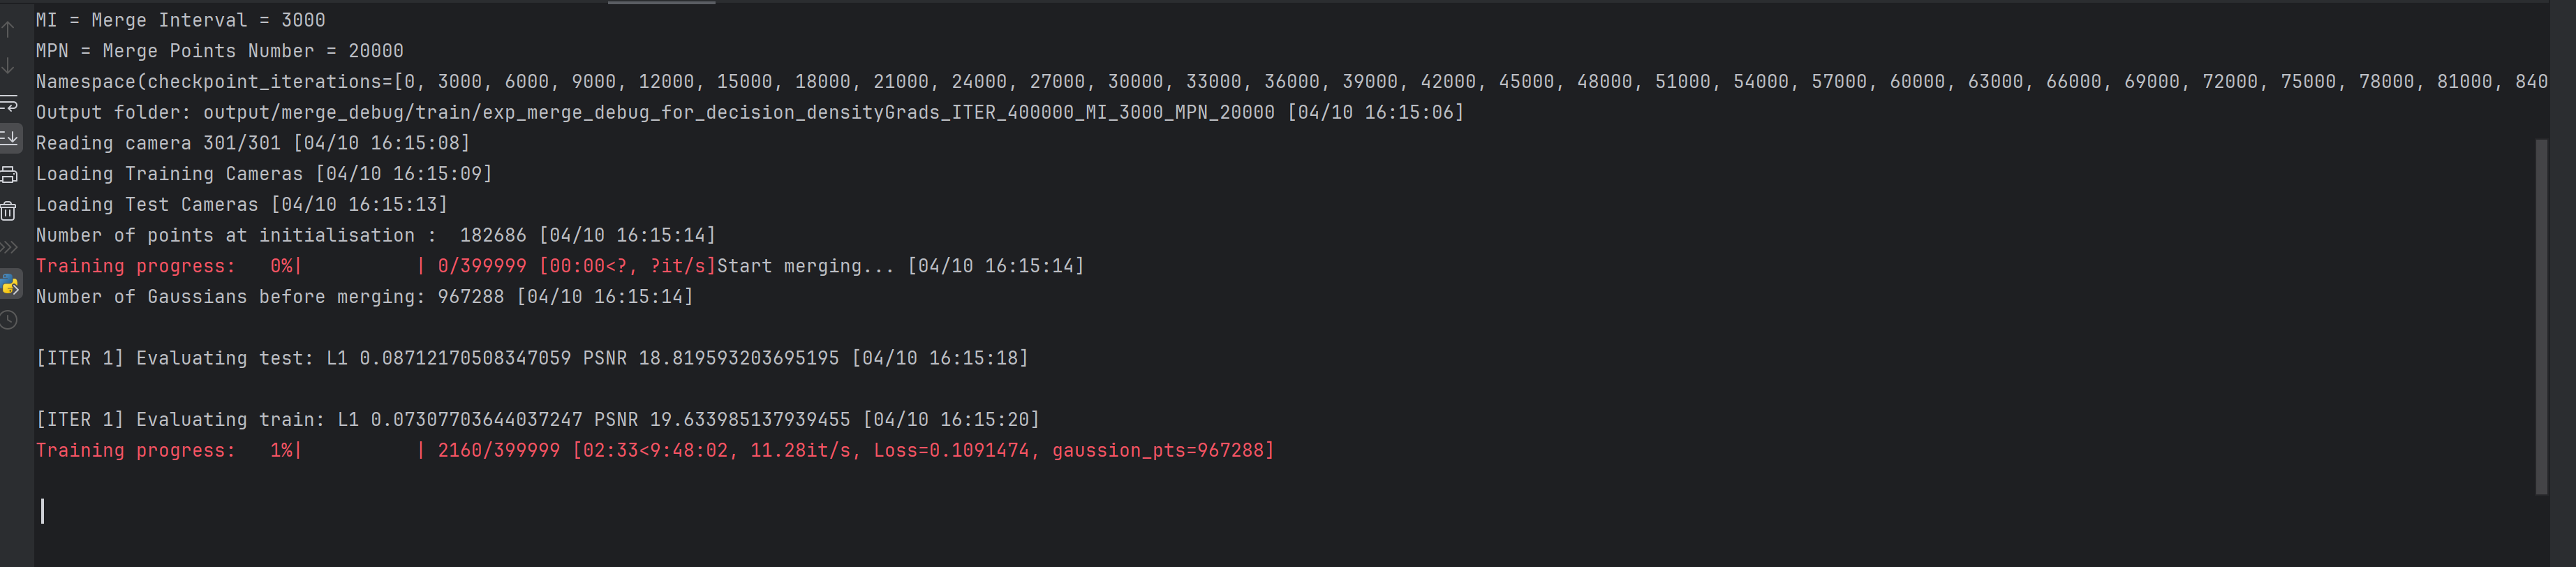 MI = Merge Interval = 3000
MPN = Merge Points Number = 20000
Namespace(checkpoint_iterations=[0, 3000, 6000, 9000, 12000, 15000, 18000, 21000, 24000, 27000, 30000, 33000, 36000, 39000, 42000, 45000, 48000, 51000, 54000, 57000, 60000, 63000, 66000, 69000, 72000, 75000, 78000, 81000, 840
Output folder: output/merge_debug/train/exp_merge_debug_for_decision_densityGrads_ITER_400000_MI_3000_MPN_20000 [04/10 16:15:06]
Reading camera 301/301 [04/10 16:15:08]
Loading Training Cameras [04/10 16:15:09]
Loading Test Cameras [04/10 16:15:13]
Number of points at initialisation :  182686 [04/10 16:15:14]
Training progress:   0%|          | 0/399999 [00:00<?, ?it/s]Start merging... [04/10 16:15:14]
Number of Gaussians before merging: 967288 [04/10 16:15:14]
[ITER 1] Evaluating test: L1 0.08712170508347059 PSNR 18.819593203695195 [04/10 16:15:18]
[ITER 1] Evaluating train: L1 0.07307703644037247 PSNR 19.633985137939455 [04/10 16:15:20]
Training progress:   1%|          | 2160/399999 [02:33<9:48:02, 11.28it/s, Loss=0.1091474, gaussion_pts=967288]